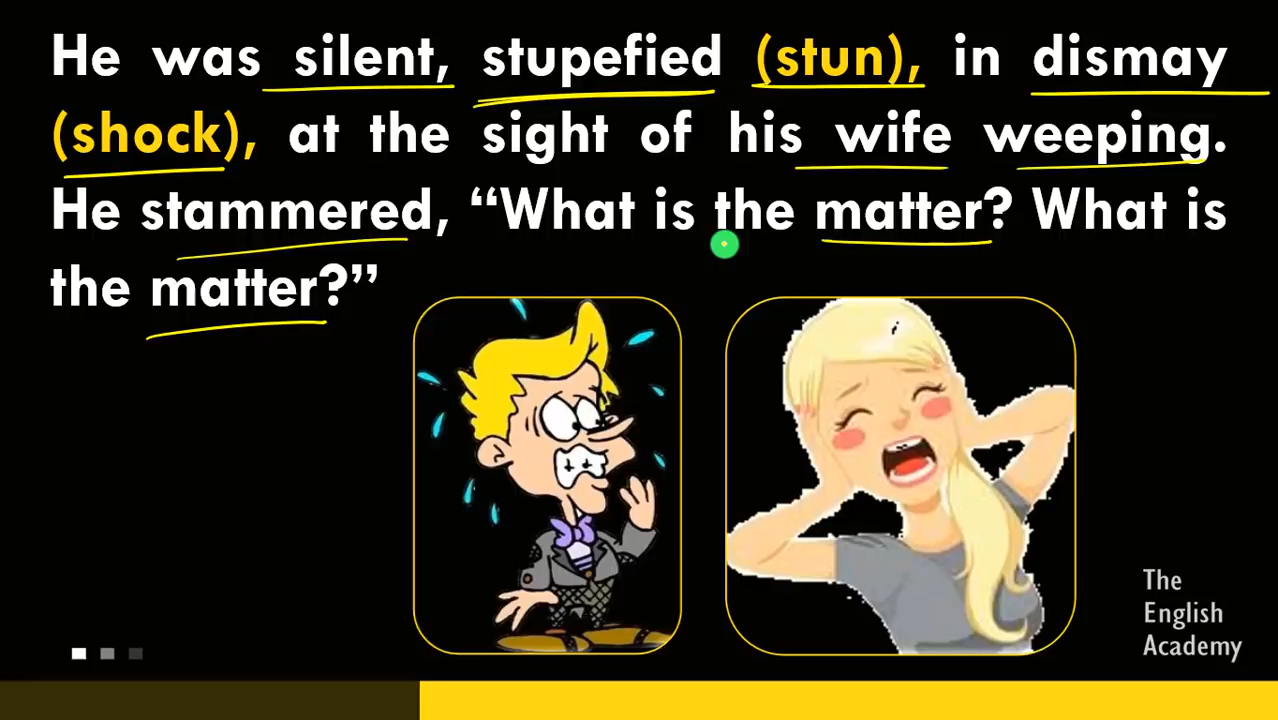 He was silent, stupefied (stun), in dismay
(shock), at the sight of his wife weeping.
He stammered, “What is the matter? What is
the matter?”
The
English
Academy